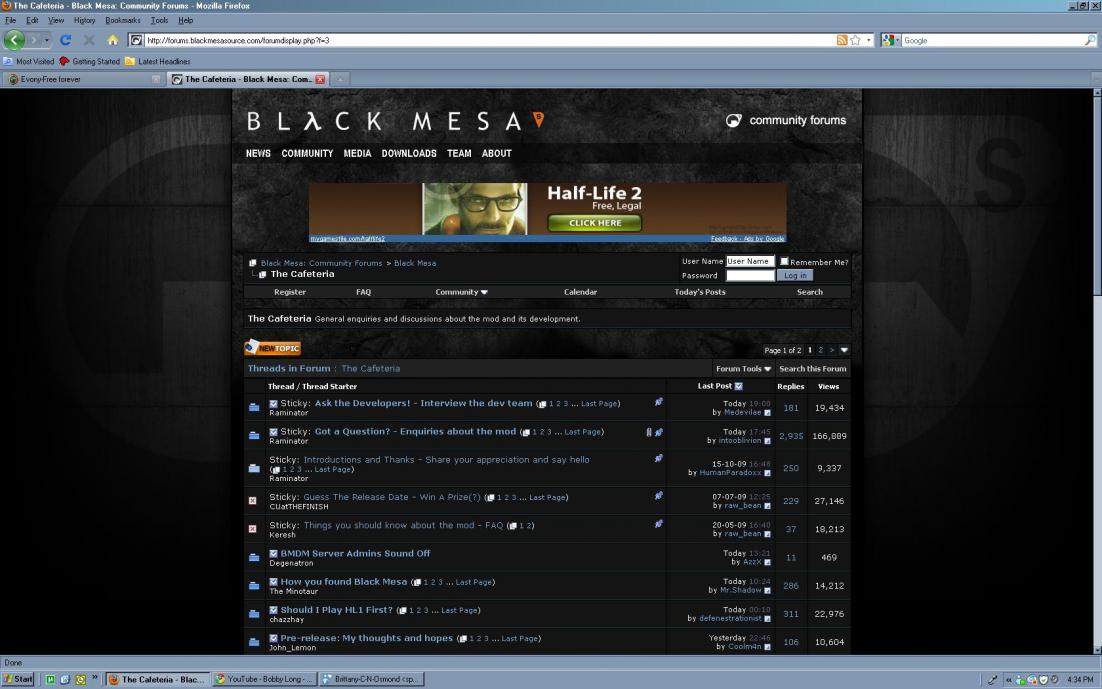 The Cafeteria - Black Mesa: Community Forums - Mozilla Firefox
File Edit View History Bookmarks Tools Help
http://forums.blackmesasource.com/forumdisplay.php?f=3
Google
Most Visited Getting Started Latest Headlines
Evony-Free forever
The Cafeteria - Black Mesa: Com...
BLλCK MESA S
community forums
NEWS COMMUNITY MEDIA DOWNLOADS TEAM ABOUT
Half-Life 2
Free, Legal
CLICK HERE
mygamesfile.com/halflife2
Feedback - Ads by Google
Black Mesa: Community Forums > Black Mesa
The Cafeteria
User Name User Name Remember Me?
Password Log in
Register FAQ Community Calendar Today's Posts Search
The Cafeteria General enquiries and discussions about the mod and its development.
NEW TOPIC
Page 1 of 2 1 2 >
Threads in Forum : The Cafeteria Forum Tools Search this Forum
Thread / Thread Starter Last Post Replies Views
Sticky: Ask the Developers! - Interview the dev team ( 1 2 3 ... Last Page)
Raminator
Today 19:00
by Medevilae
181 19,434
Sticky: Got a Question? - Enquiries about the mod ( 1 2 3 ... Last Page)
Raminator
Today 17:45
by intooblivion
2,935 166,889
Sticky: Introductions and Thanks - Share your appreciation and say hello
( 1 2 3 ... Last Page)
Raminator
15-10-09 16:48
by HumanParadoxx
250 9,337
Sticky: Guess The Release Date - Win A Prize(?) ( 1 2 3 ... Last Page)
CUatTHEFINISH
07-07-09 12:25
by raw_bean
229 27,146
Sticky: Things you should know about the mod - FAQ ( 1 2)
Keresh
20-05-09 16:40
by raw_bean
37 18,213
BMDM Server Admins Sound Off
Degenatron
Today 13:21
by AzzX
11 469
How you found Black Mesa ( 1 2 3 ... Last Page)
The Minotaur
Today 10:24
by Mr.Shadow
286 14,212
Should I Play HL1 First? ( 1 2 3 ... Last Page)
chazzhay
Today 00:10
by defenestrationist
311 22,976
Pre-release: My thoughts and hopes ( 1 2 3 ... Last Page)
John_Lemon
Yesterday 22:46
by Coolm4n
106 10,604
Done
Start
The Cafeteria - Blac...
YouTube - Bobby Long - ...
Brittany-C-N-Osmond <sp...
4:34 PM